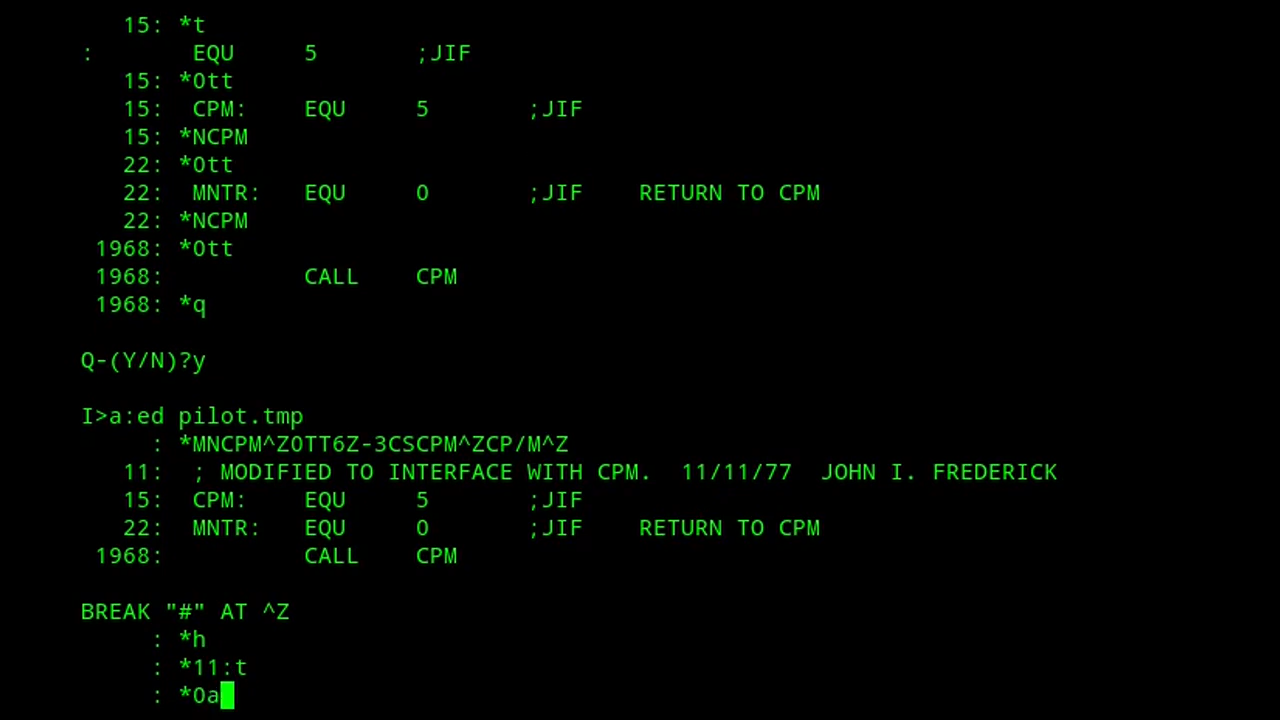 15: *t
:       EQU     5       ;JIF
15: *0tt
15:  CPM:    EQU     5       ;JIF
15: *NCPM
22: *0tt
22:  MNTR:   EQU     0       ;JIF    RETURN TO CPM
22: *NCPM
1968: *0tt
1968:          CALL    CPM
1968: *q
Q-(Y/N)?y
I>a:ed pilot.tmp
: *MNCPM^Z0TT6Z-3CSCPM^ZCP/M^Z
11:  ; MODIFIED TO INTERFACE WITH CPM.  11/11/77  JOHN I. FREDERICK
15:  CPM:    EQU     5       ;JIF
22:  MNTR:   EQU     0       ;JIF    RETURN TO CPM
1968:          CALL    CPM
BREAK "#" AT ^Z
: *h
: *11:t
: *0a